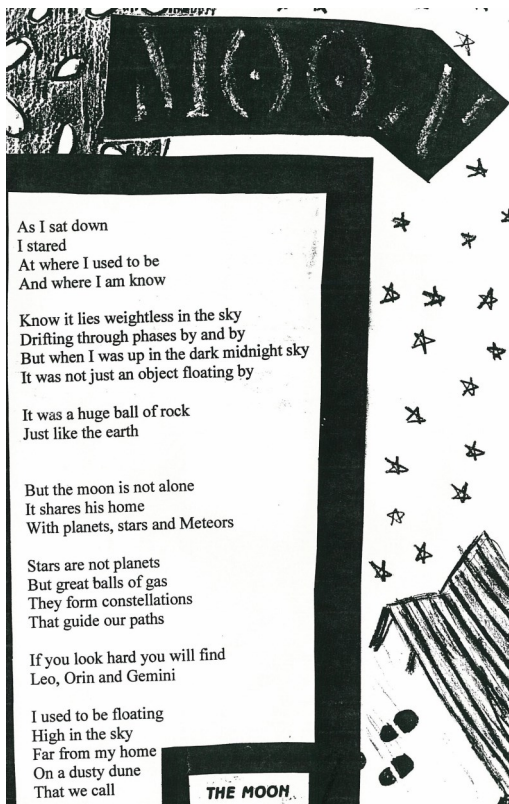 MOON
As I sat down
I stared
At where I used to be
And where I am know
Know it lies weightless in the sky
Drifting through phases by and by
But when I was up in the dark midnight sky
It was not just an object floating by
It was a huge ball of rock
Just like the earth
But the moon is not alone
It shares his home
With planets, stars and Meteors
Stars are not planets
But great balls of gas
They form constellations
That guide our paths
If you look hard you will find
Leo, Orin and Gemini
I used to be floating
High in the sky
Far from my home
On a dusty dune
That we call
THE MOON